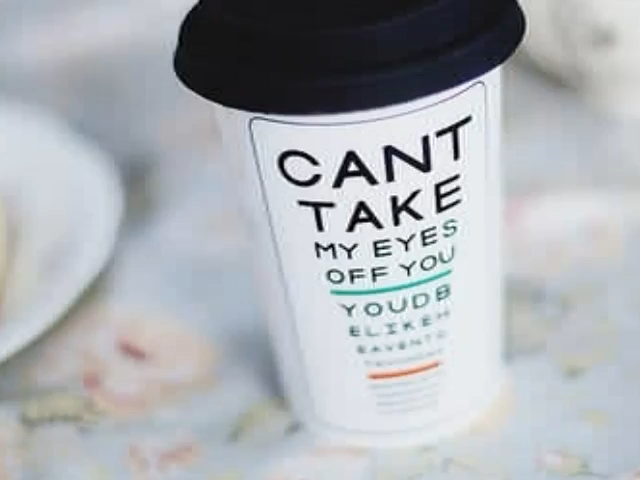 CANT
TAKE
MY EYES
OFF YOU
YOUDB
ELIKEH
EAVENTO